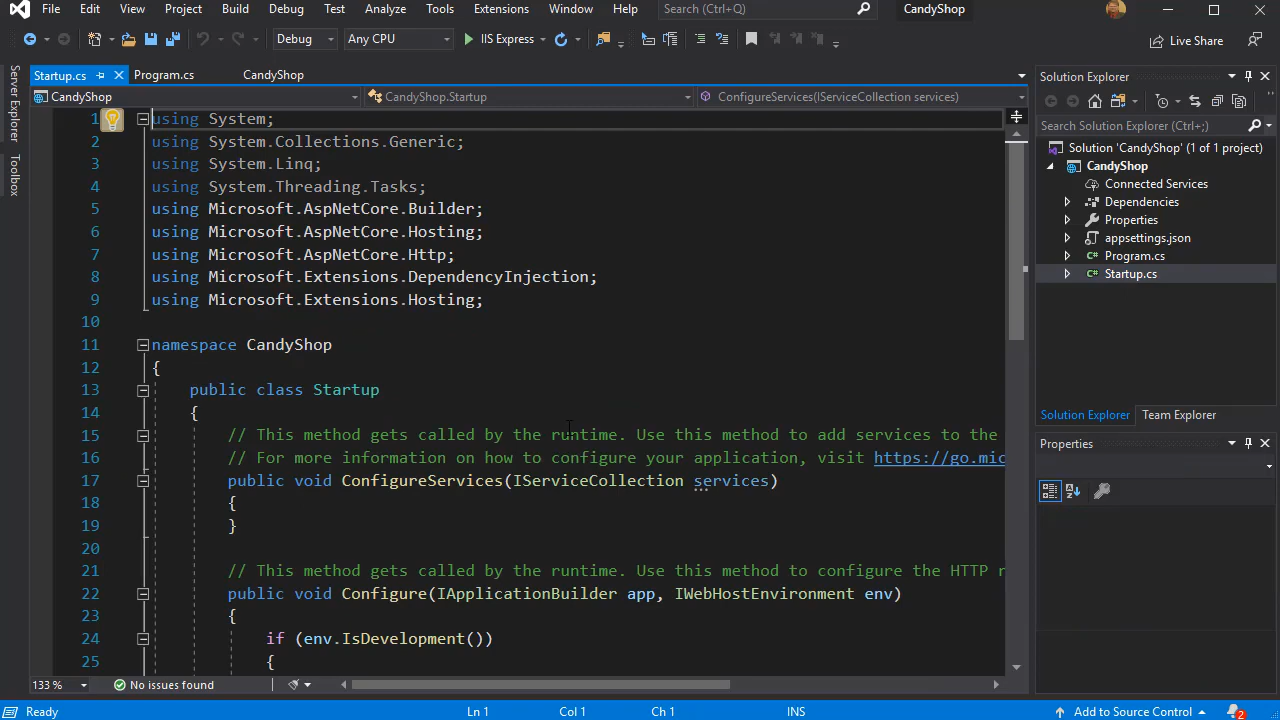 File Edit View Project Build Debug Test Analyze Tools Extensions Window Help Search (Ctrl+Q) CandyShop
Debug Any CPU IIS Express Live Share
Server Explorer
Toolbox
Startup.cs Program.cs CandyShop
CandyShop CandyShop.Startup ConfigureServices(IServiceCollection services)
1 using System;
2 using System.Collections.Generic;
3 using System.Linq;
4 using System.Threading.Tasks;
5 using Microsoft.AspNetCore.Builder;
6 using Microsoft.AspNetCore.Hosting;
7 using Microsoft.AspNetCore.Http;
8 using Microsoft.Extensions.DependencyInjection;
9 using Microsoft.Extensions.Hosting;
10
11 namespace CandyShop
12 {
13 public class Startup
14 {
15 // This method gets called by the runtime. Use this method to add services to the
16 // For more information on how to configure your application, visit https://go.mic
17 public void ConfigureServices(IServiceCollection services)
18 {
19 }
20
21 // This method gets called by the runtime. Use this method to configure the HTTP r
22 public void Configure(IApplicationBuilder app, IWebHostEnvironment env)
23 {
24 if (env.IsDevelopment())
25 {
133 % No issues found
Solution Explorer
Search Solution Explorer (Ctrl+;)
Solution 'CandyShop' (1 of 1 project)
CandyShop
Connected Services
Dependencies
Properties
appsettings.json
C# Program.cs
C# Startup.cs
Solution Explorer Team Explorer
Properties
Ready Ln 1 Col 1 Ch 1 INS Add to Source Control 2